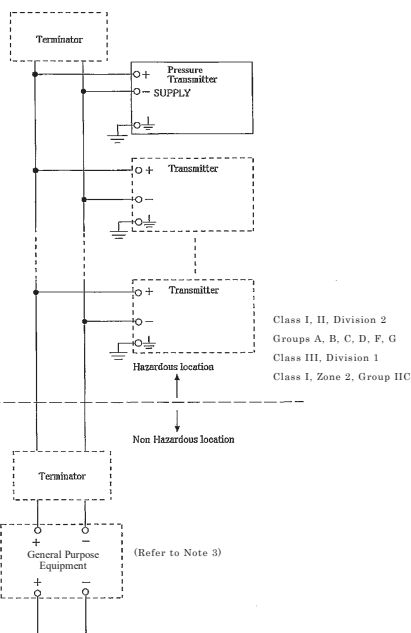 Terminator
+ Pressure
Transmitter
− SUPPLY
+ Transmitter
−
+ Transmitter
−
Class I, II, Division 2
Groups A, B, C, D, F, G
Class III, Division 1
Class I, Zone 2, Group IIC
Hazardous location
Non Hazardous location
Terminator
+ −
General Purpose
Equipment
(Refer to Note 3)
+ −